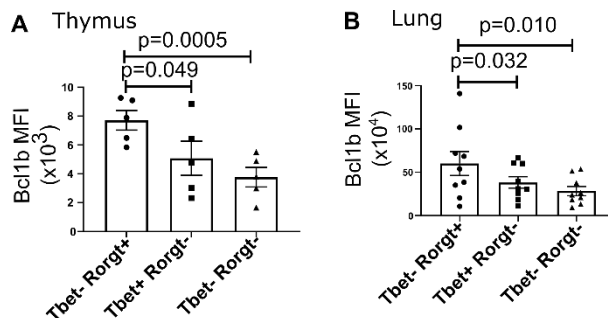 A Thymus
p=0.0005
p=0.049
Bcl1b MFI
(x10³)
10
8
6
4
2
0
Tbet- Rorgt+
Tbet+ Rorgt-
Tbet- Rorgt-
B Lung
p=0.010
p=0.032
Bcl1b MFI
(x10⁴)
150
100
50
0
Tbet- Rorgt+
Tbet+ Rorgt-
Tbet- Rorgt-